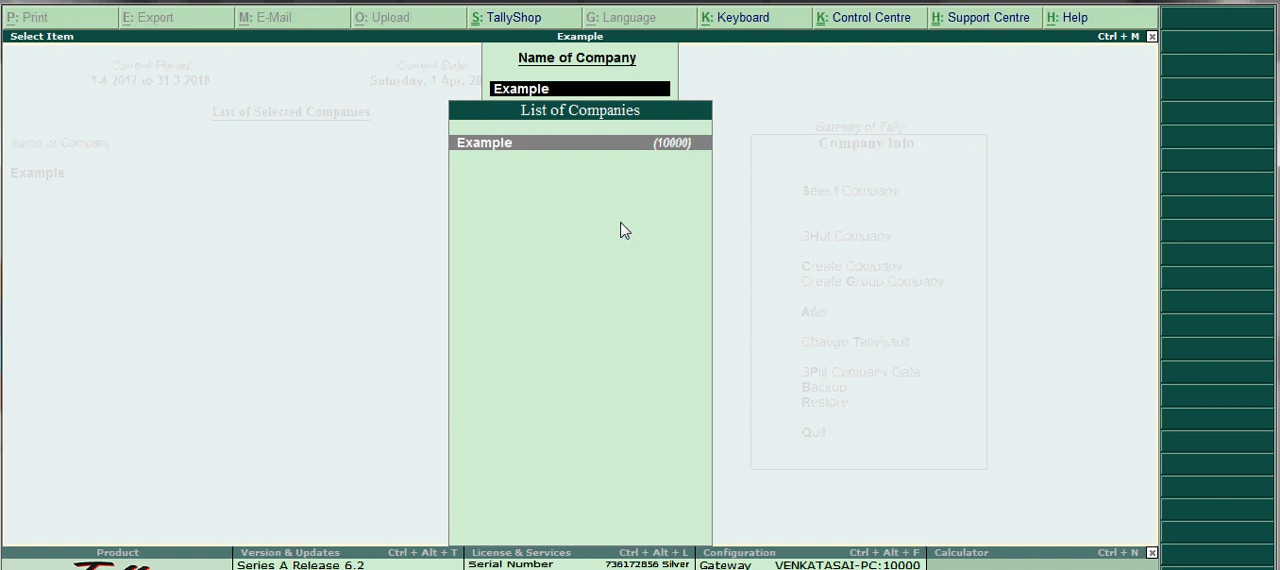 P: Print E: Export M: E-Mail O: Upload S: TallyShop G: Language K: Keyboard K: Control Centre H: Support Centre H: Help
Select Item Example Ctrl + M
Name of Company
Example
List of Companies
Example (10000)
Current Period
1-4-2017 to 31-3-2018
Current Date
Saturday, 1 Apr, 20
List of Selected Companies
Name of Company
Example
Gateway of Tally
Company Info
Select Company
SHut Company
Create Company
Create Group Company
Alter
Change TallyVault
SPlit Company Data
Backup
Restore
Quit
Product Version & Updates Ctrl + Alt + T License & Services Ctrl + Alt + L Configuration Ctrl + Alt + F Calculator Ctrl + N
Tally Series A Release 6.2 Serial Number 736172856 Silver Gateway VENKATASAI-PC:10000